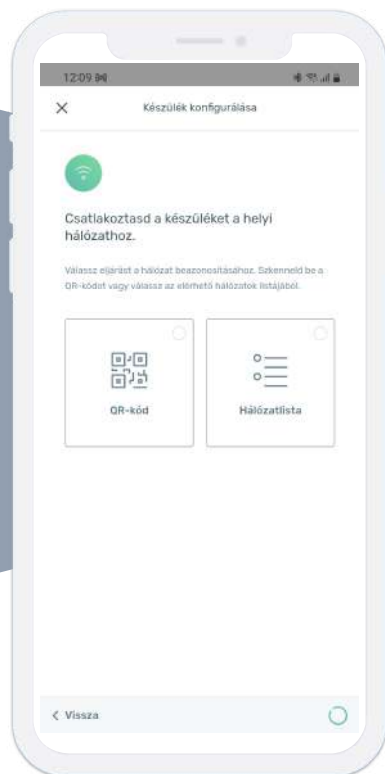 12:09
Készülék konfigurálása
Csatlakoztasd a készüléket a helyi
hálózathoz.
Válassz eljárást a hálózat beazonosításához. Szkenneld be a
QR-kódot vagy válassz az elérhető hálózatok listájából.
QR-kód
Hálózatlista
Vissza